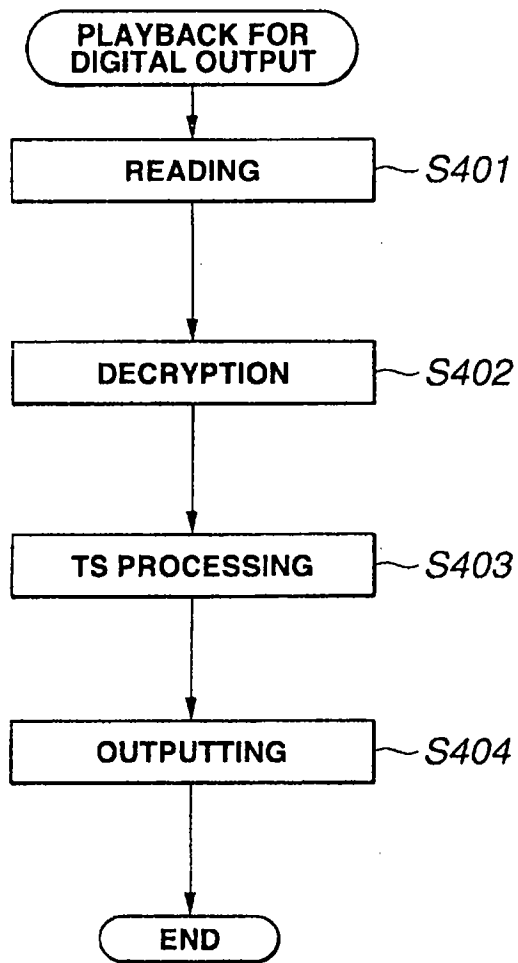 PLAYBACK FOR
DIGITAL OUTPUT
READING
S401
DECRYPTION
S402
TS PROCESSING
S403
OUTPUTTING
S404
END